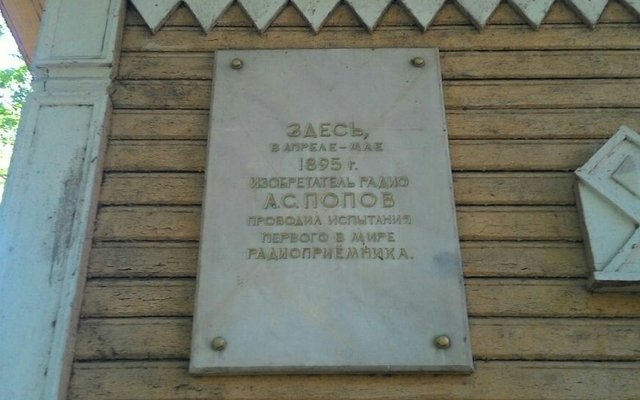 ЗДЕСЬ,
В АПРЕЛЕ-МАЕ
1895 г.
ИЗОБРЕТАТЕЛЬ РАДИО
А.С. ПОПОВ
ПРОВОДИЛ ИСПЫТАНИЯ
ПЕРВОГО В МИРЕ
РАДИОПРИЁМНИКА.